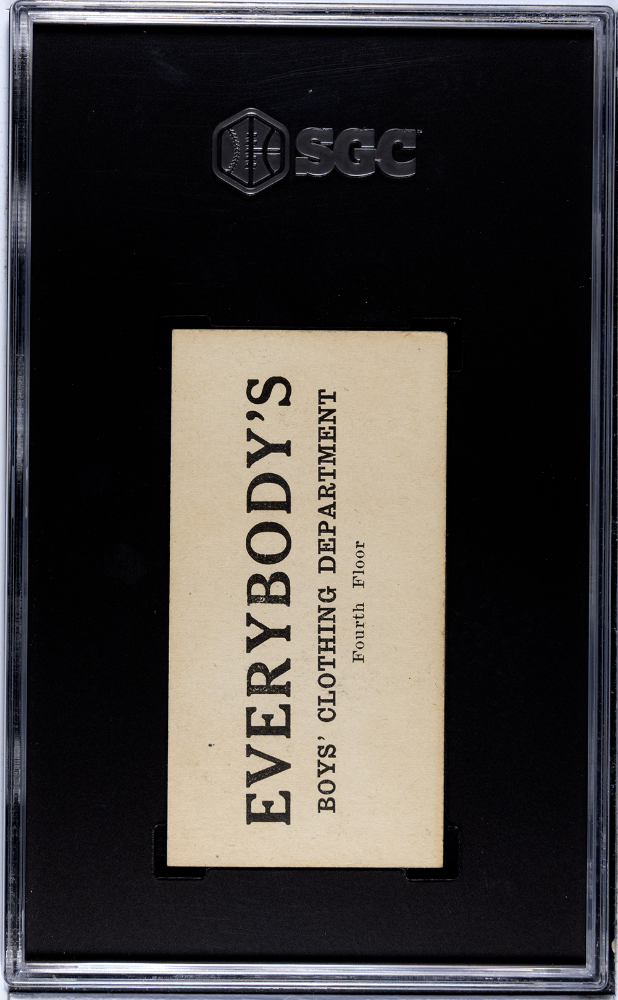 SGC
EVERYBODY'S
BOYS' CLOTHING DEPARTMENT
Fourth Floor